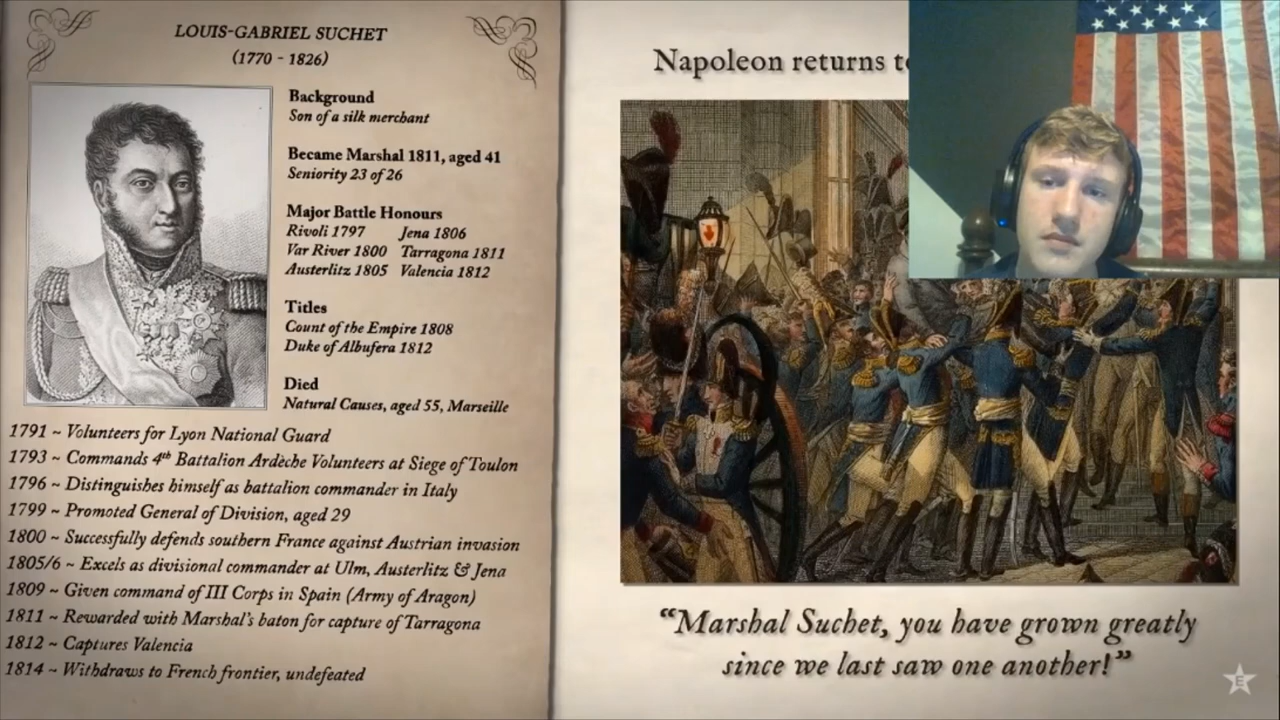 LOUIS-GABRIEL SUCHET
(1770 - 1826)
Background
Son of a silk merchant
Became Marshal 1811, aged 41
Seniority 23 of 26
Major Battle Honours
Rivoli 1797 Jena 1806
Var River 1800 Tarragona 1811
Austerlitz 1805 Valencia 1812
Titles
Count of the Empire 1808
Duke of Albufera 1812
Died
Natural Causes, aged 55, Marseille
1791 ~ Volunteers for Lyon National Guard
1793 ~ Commands 4th Battalion Ardèche Volunteers at Siege of Toulon
1796 ~ Distinguishes himself as battalion commander in Italy
1799 ~ Promoted General of Division, aged 29
1800 ~ Successfully defends southern France against Austrian invasion
1805/6 ~ Excels as divisional commander at Ulm, Austerlitz & Jena
1809 ~ Given command of III Corps in Spain (Army of Aragon)
1811 ~ Rewarded with Marshal's baton for capture of Tarragona
1812 ~ Captures Valencia
1814 ~ Withdraws to French frontier, undefeated
Napoleon returns
“Marshal Suchet, you have grown greatly
since we last saw one another!”
E